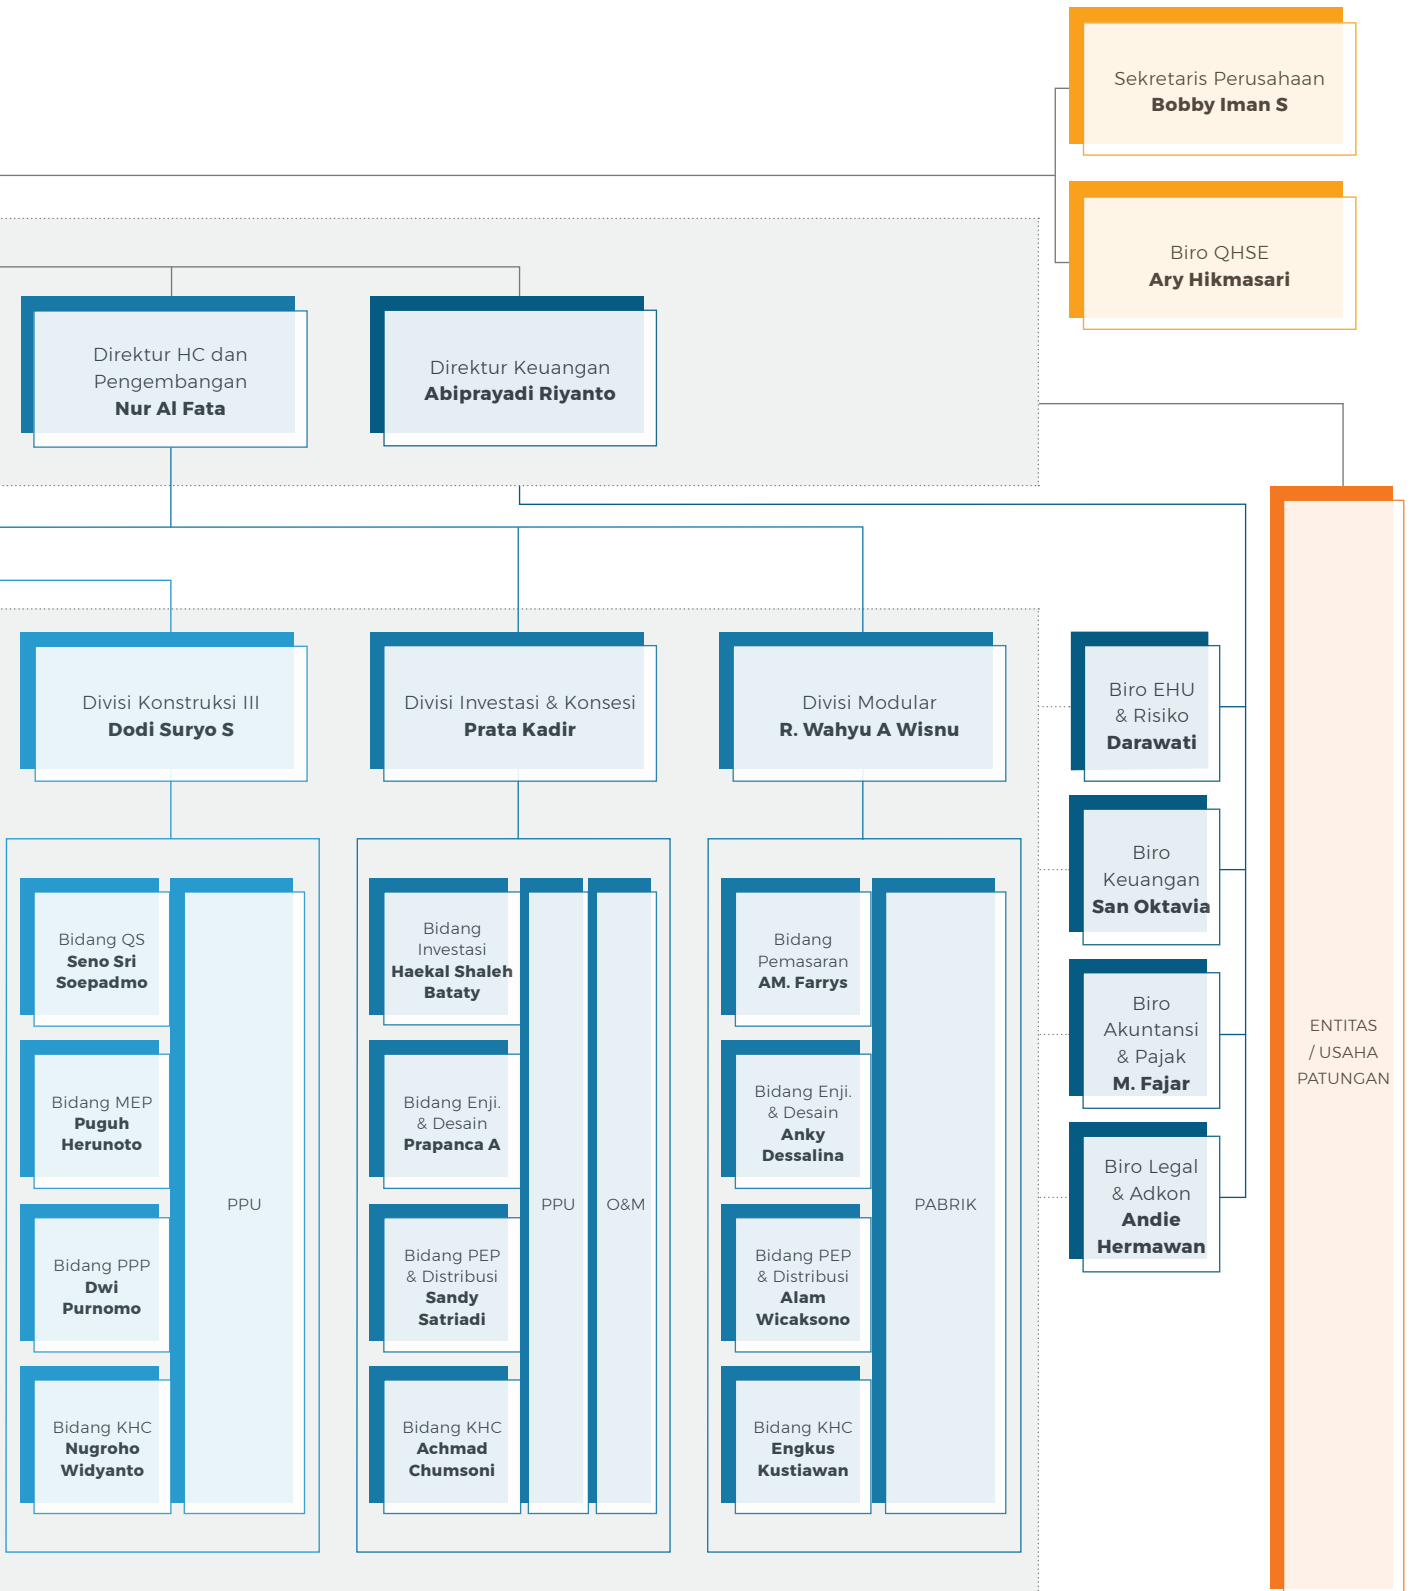 Sekretaris Perusahaan
Bobby Iman S
Biro QHSE
Ary Hikmasari
Direktur HC dan
Pengembangan
Nur Al Fata
Direktur Keuangan
Abiprayadi Riyanto
Divisi Konstruksi III
Dodi Suryo S
Divisi Investasi & Konsesi
Prata Kadir
Divisi Modular
R. Wahyu A Wisnu
Biro EHU
& Risiko
Darawati
Biro
Keuangan
San Oktavia
Biro
Akuntansi
& Pajak
M. Fajar
Biro Legal
& Adkon
Andie
Hermawan
ENTITAS
/ USAHA
PATUNGAN
Bidang QS
Seno Sri
Soepadmo
Bidang MEP
Puguh
Herunoto
Bidang PPP
Dwi
Purnomo
Bidang KHC
Nugroho
Widyanto
PPU
Bidang
Investasi
Haekal Shaleh
Bataty
Bidang Enji.
& Desain
Prapanca A
Bidang PEP
& Distribusi
Sandy
Satriadi
Bidang KHC
Achmad
Chumsoni
PPU
O&M
Bidang
Pemasaran
AM. Farrys
Bidang Enji.
& Desain
Anky
Dessalina
Bidang PEP
& Distribusi
Alam
Wicaksono
Bidang KHC
Engkus
Kustiawan
PABRIK